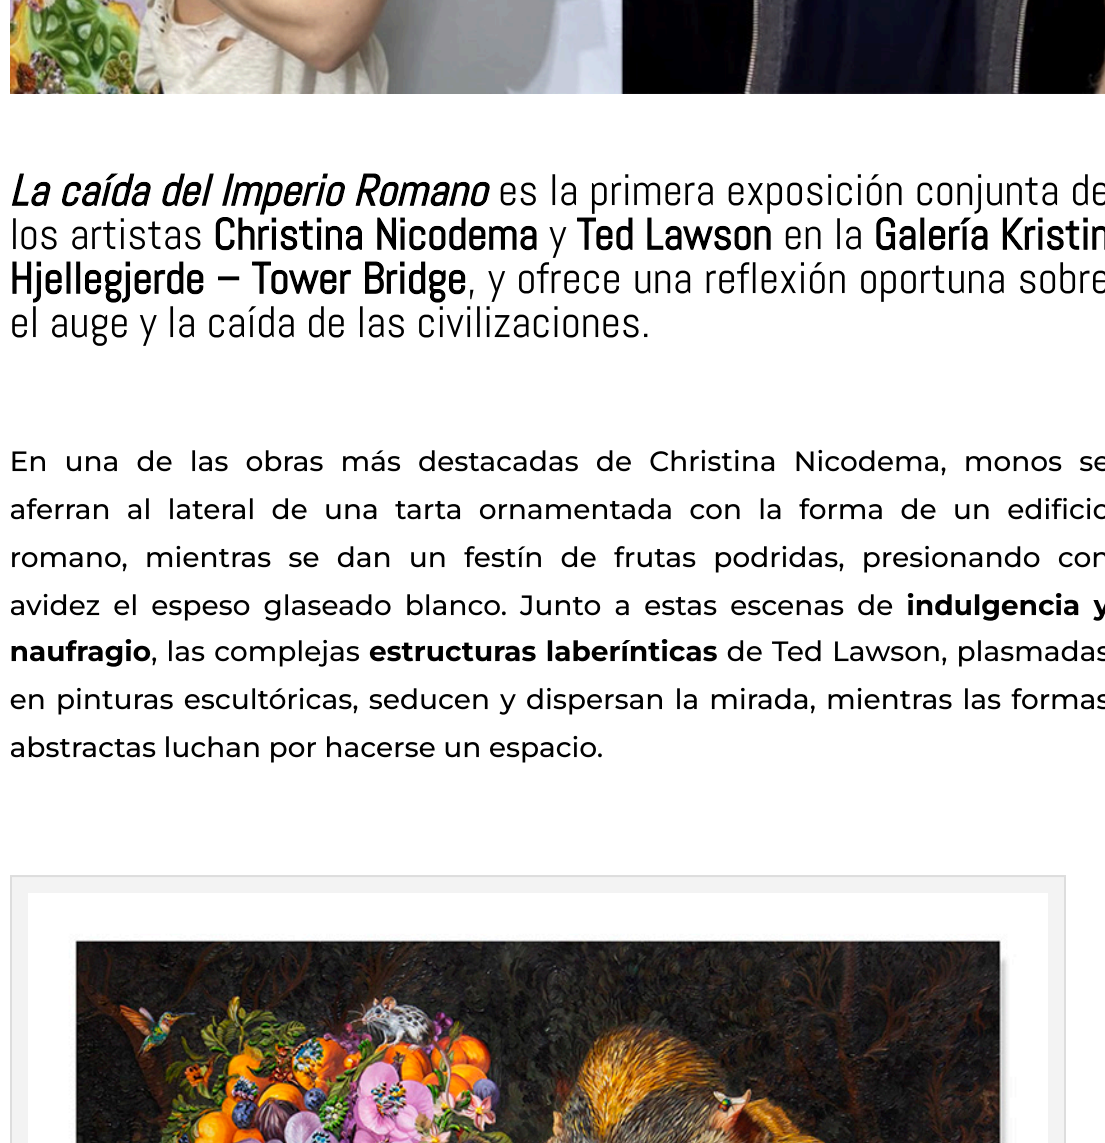 La caída del Imperio Romano es la primera exposición conjunta de
los artistas Christina Nicodema y Ted Lawson en la Galería Kristin
Hjellegjerde – Tower Bridge, y ofrece una reflexión oportuna sobre
el auge y la caída de las civilizaciones.
En una de las obras más destacadas de Christina Nicodema, monos se
aferran al lateral de una tarta ornamentada con la forma de un edificio
romano, mientras se dan un festín de frutas podridas, presionando con
avidez el espeso glaseado blanco. Junto a estas escenas de indulgencia y
naufragio, las complejas estructuras laberínticas de Ted Lawson, plasmadas
en pinturas escultóricas, seducen y dispersan la mirada, mientras las formas
abstractas luchan por hacerse un espacio.